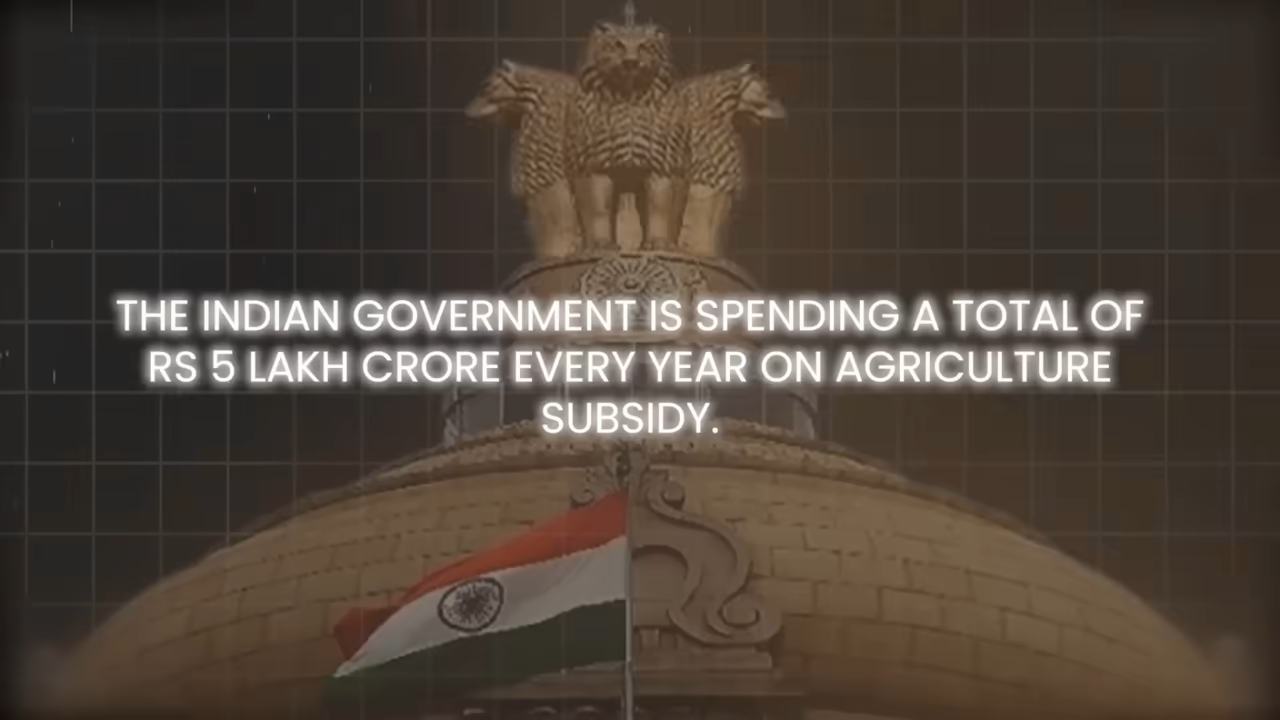 THE INDIAN GOVERNMENT IS SPENDING A TOTAL OF
RS 5 LAKH CRORE EVERY YEAR ON AGRICULTURE
SUBSIDY.